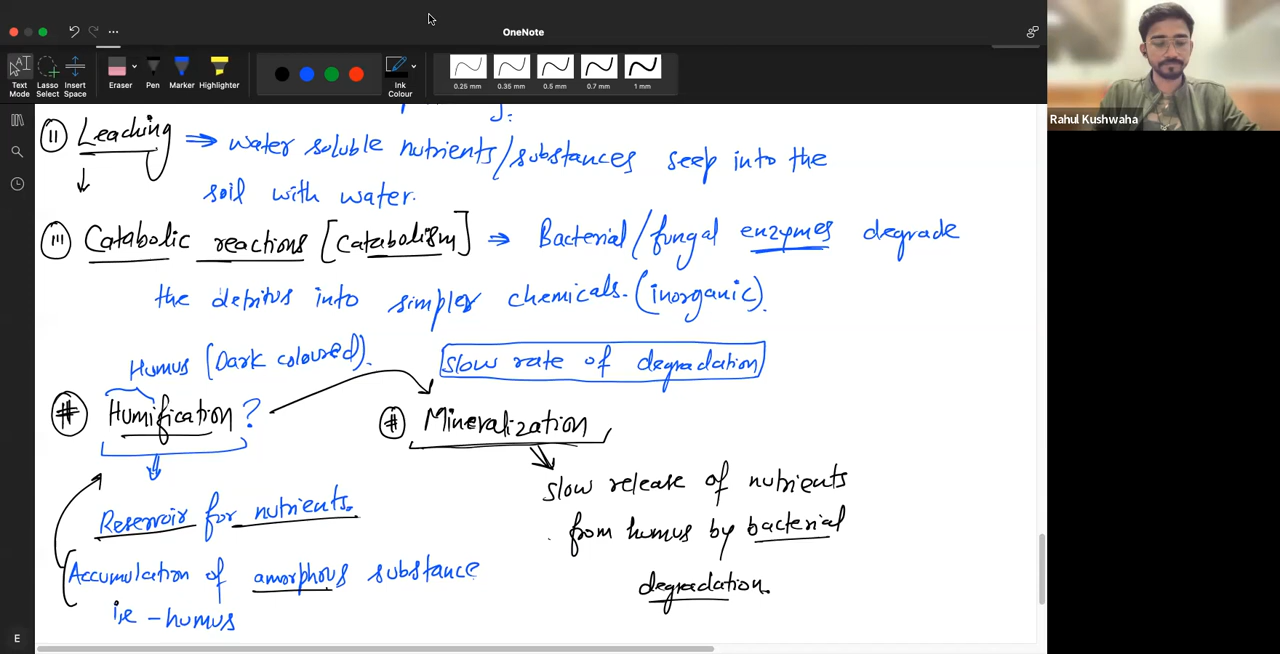 OneNote
Text Mode
Lasso Select
Insert Space
Eraser
Pen
Marker
Highlighter
Ink Colour
0.25 mm
0.35 mm
0.5 mm
0.7 mm
1 mm
Rahul Kushwaha
(ii) Leaching ⇒ water soluble nutrients/substances seep into the
soil with water.
(iii) Catabolic reactions [Catabolism] ⇒ Bacterial/fungal enzymes degrade
the detritus into simpler chemicals. (inorganic).
Humus (Dark coloured).
Slow rate of degradation
# Humification ?
# Mineralization
Slow release of nutrients
from humus by bacterial
degradation.
Reservoir for nutrients.
Accumulation of amorphous substance
i,e - humus
E